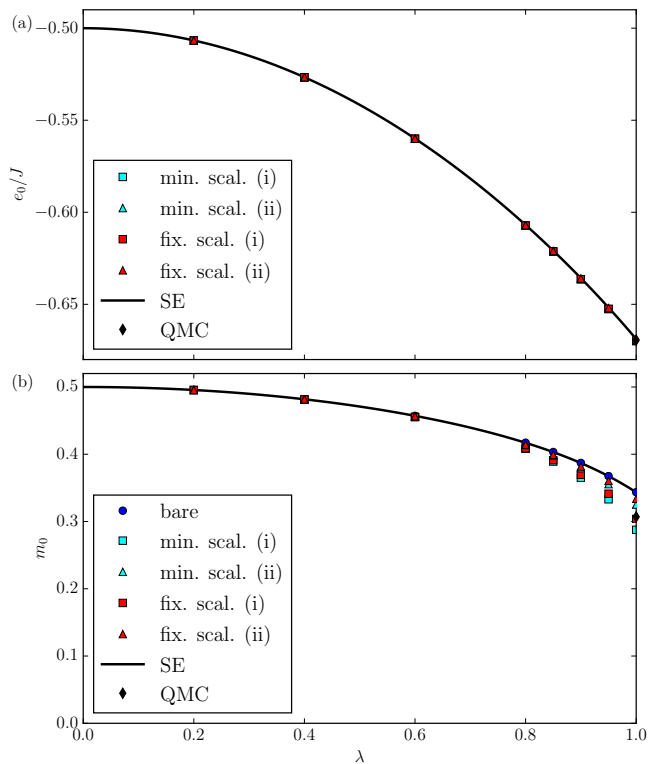 (a)
−0.50
−0.55
−0.60
−0.65
e₀/J
min. scal. (i)
min. scal. (ii)
fix. scal. (i)
fix. scal. (ii)
SE
QMC
(b)
0.5
0.4
0.3
0.2
0.1
0.0
m₀
bare
min. scal. (i)
min. scal. (ii)
fix. scal. (i)
fix. scal. (ii)
SE
QMC
0.0 0.2 0.4 0.6 0.8 1.0
λ